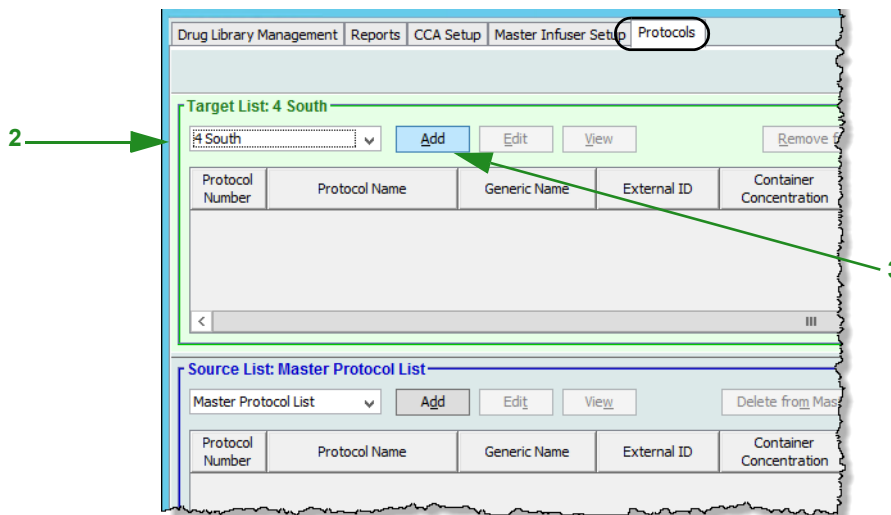 Drug Library Management Reports CCA Setup Master Infuser Setup Protocols
Target List: 4 South
2
4 South Add Edit View Remove f
Protocol Number Protocol Name Generic Name External ID Container Concentration
3
Source List: Master Protocol List
Master Protocol List Add Edit View Delete from Mas
Protocol Number Protocol Name Generic Name External ID Container Concentration